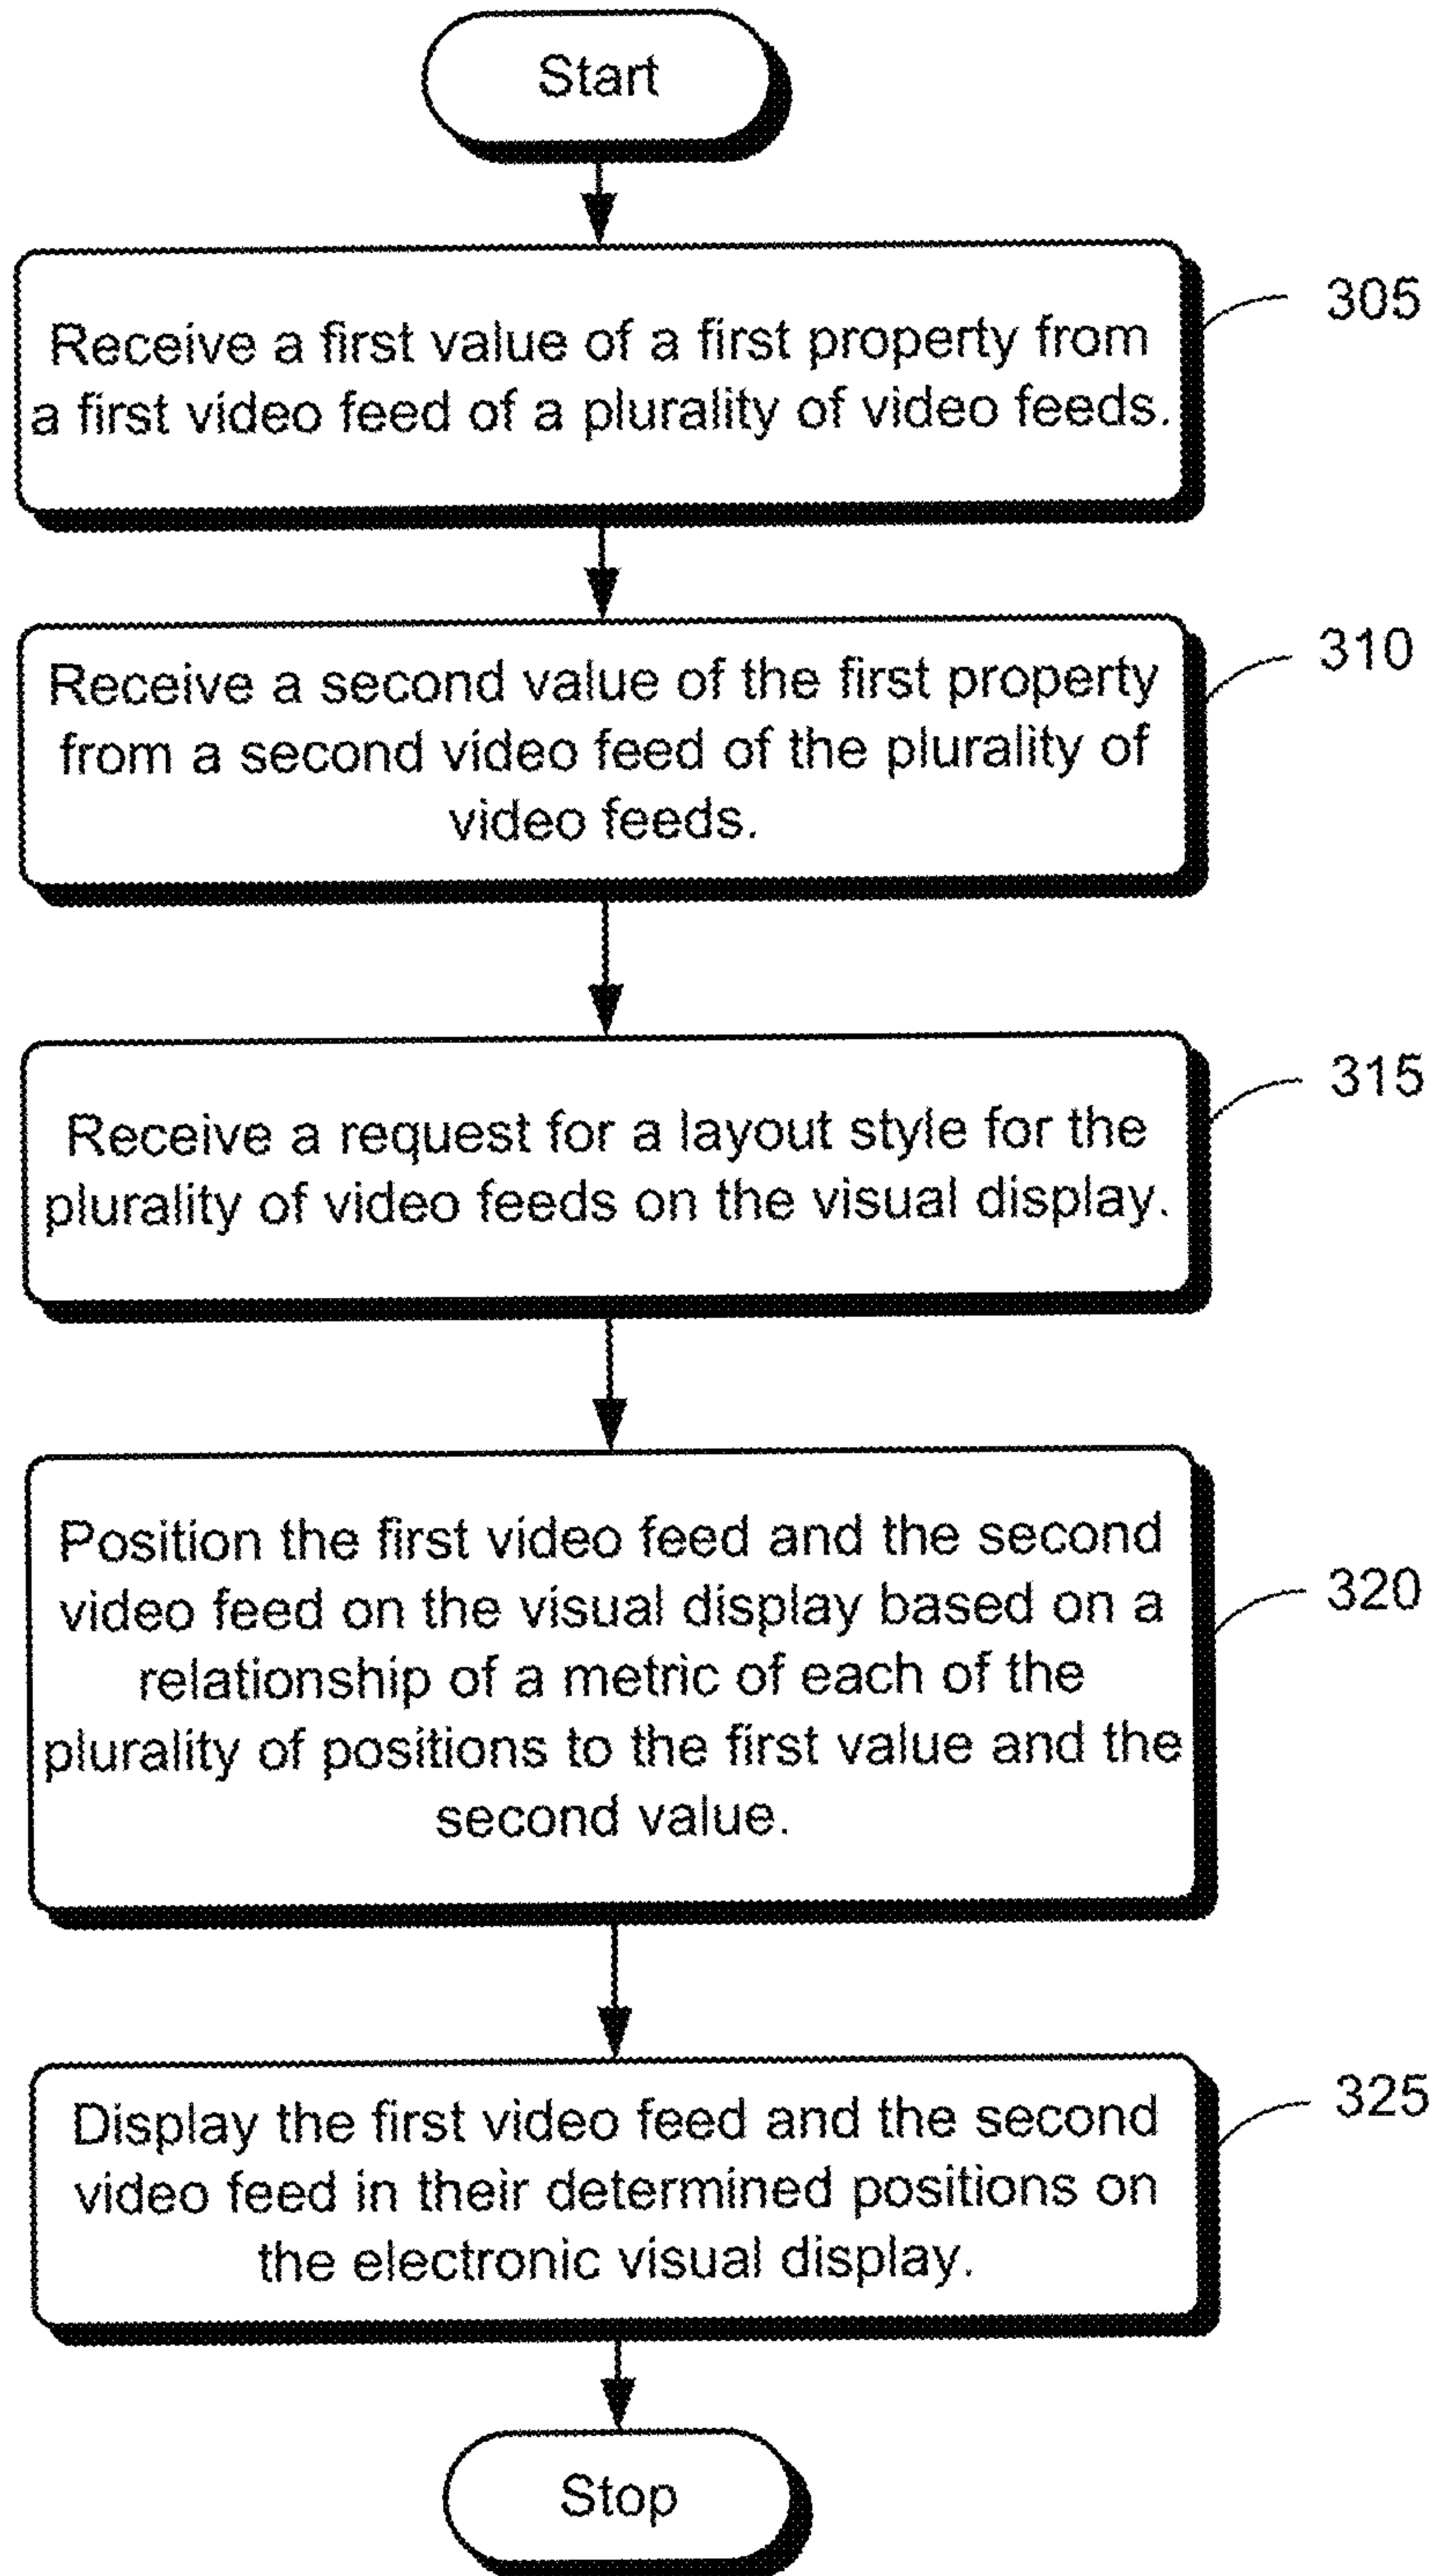 Start
Receive a first value of a first property from
a first video feed of a plurality of video feeds.
305
Receive a second value of the first property
from a second video feed of the plurality of
video feeds.
310
Receive a request for a layout style for the
plurality of video feeds on the visual display.
315
Position the first video feed and the second
video feed on the visual display based on a
relationship of a metric of each of the
plurality of positions to the first value and the
second value.
320
Display the first video feed and the second
video feed in their determined positions on
the electronic visual display.
325
Stop